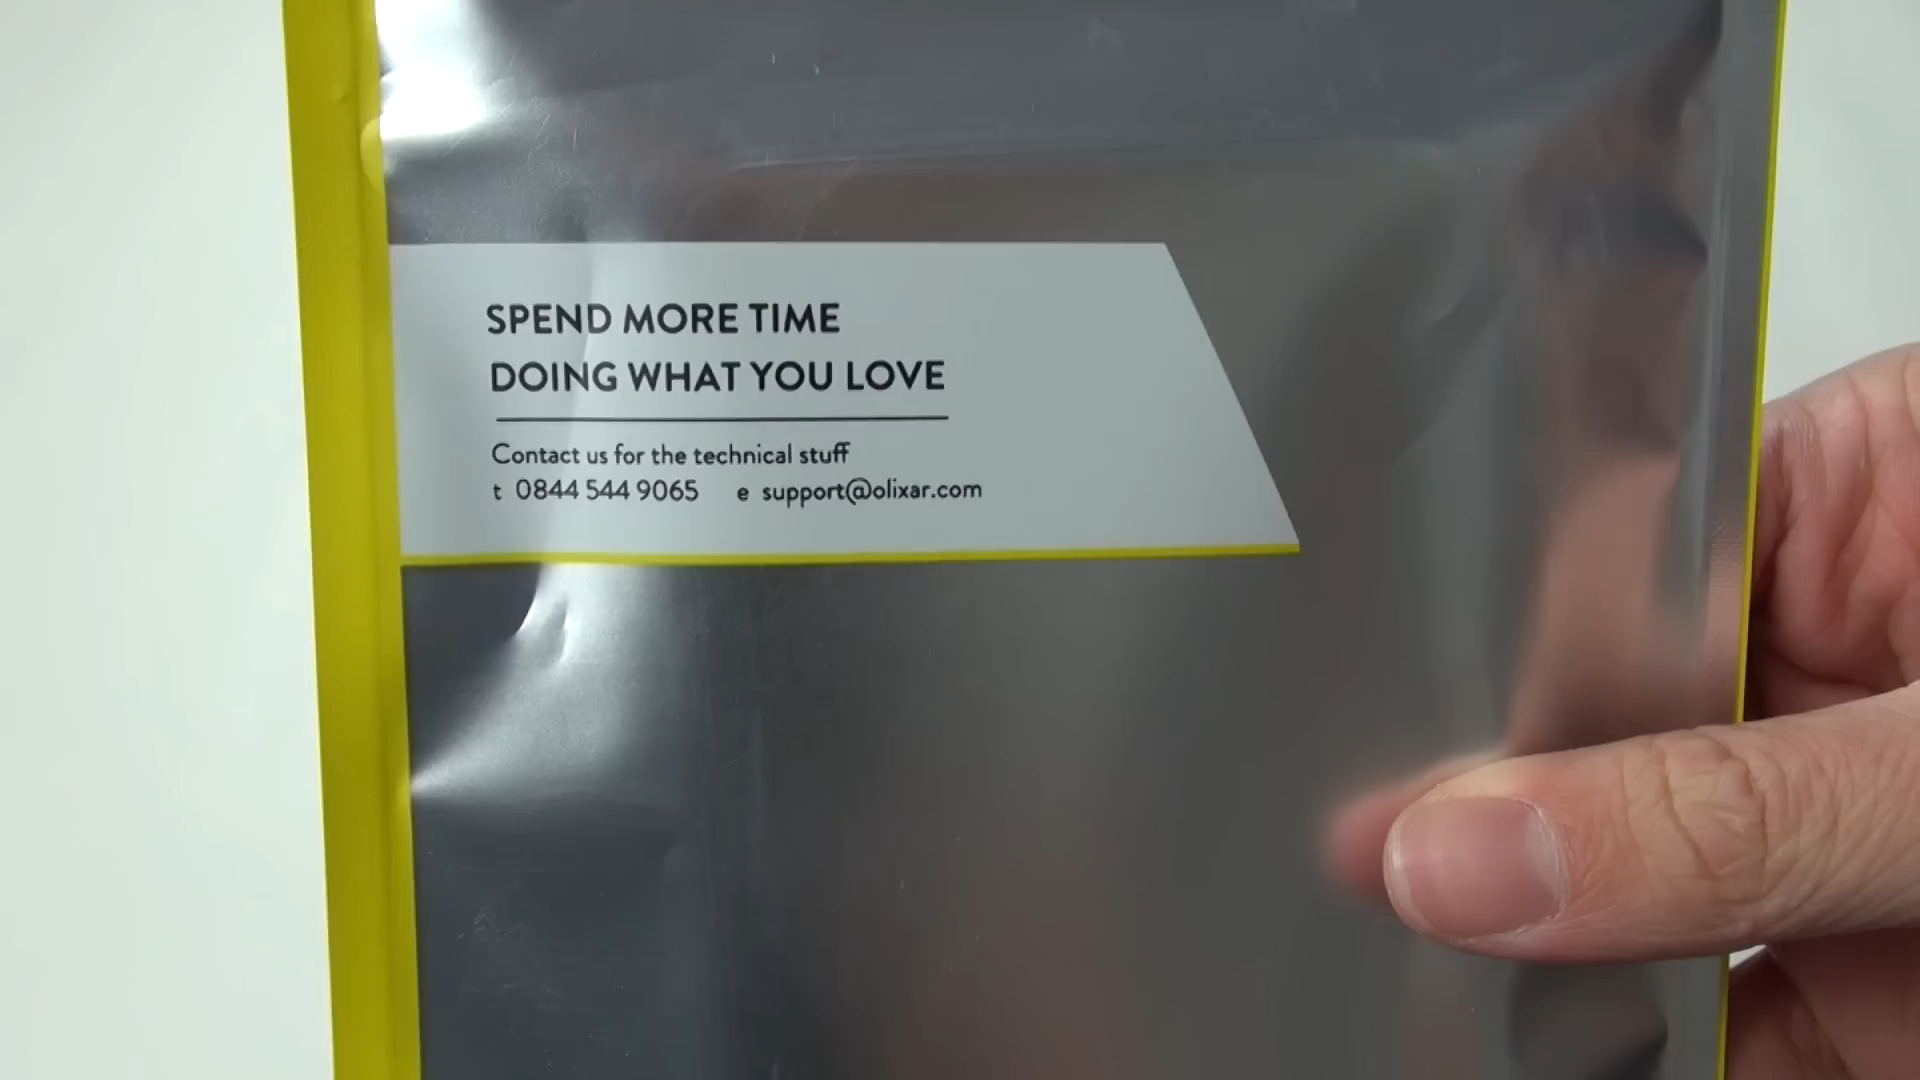 SPEND MORE TIME
DOING WHAT YOU LOVE
Contact us for the technical stuff
t 0844 544 9065 e support@olixar.com